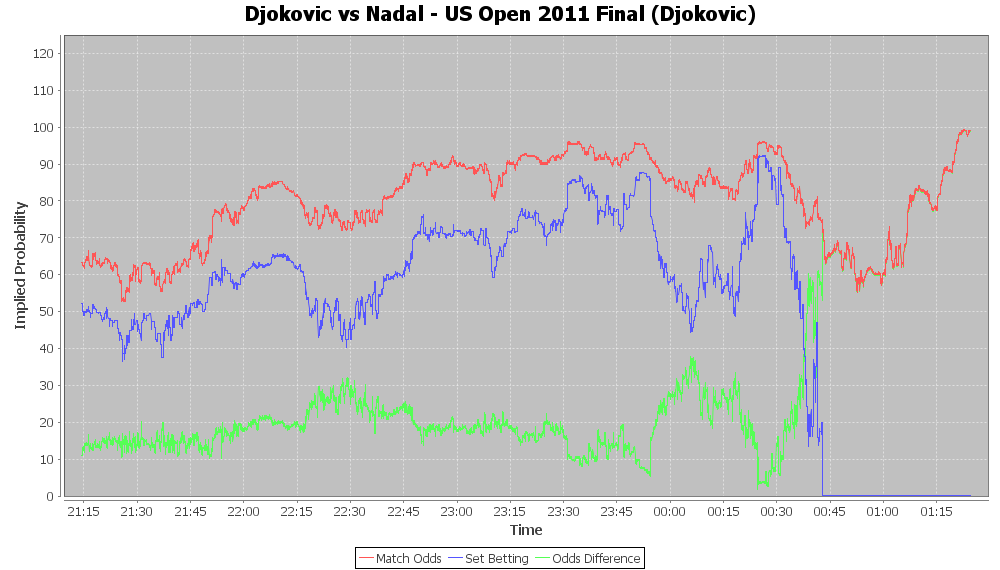 Djokovic vs Nadal - US Open 2011 Final (Djokovic)
120
110
100
90
80
70
60
50
40
30
20
10
0
Implied Probability
21:15 21:30 21:45 22:00 22:15 22:30 22:45 23:00 23:15 23:30 23:45 00:00 00:15 00:30 00:45 01:00 01:15
Time
Match Odds Set Betting Odds Difference